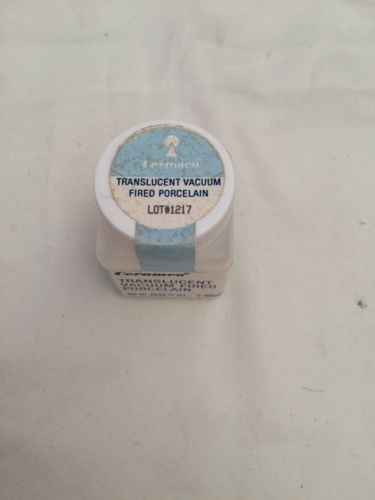 Ceramco
TRANSLUCENT VACUUM
FIRED PORCELAIN
LOT#1217
Ceramco
TRANSLUCENT
VACUUM FIRED
PORCELAIN